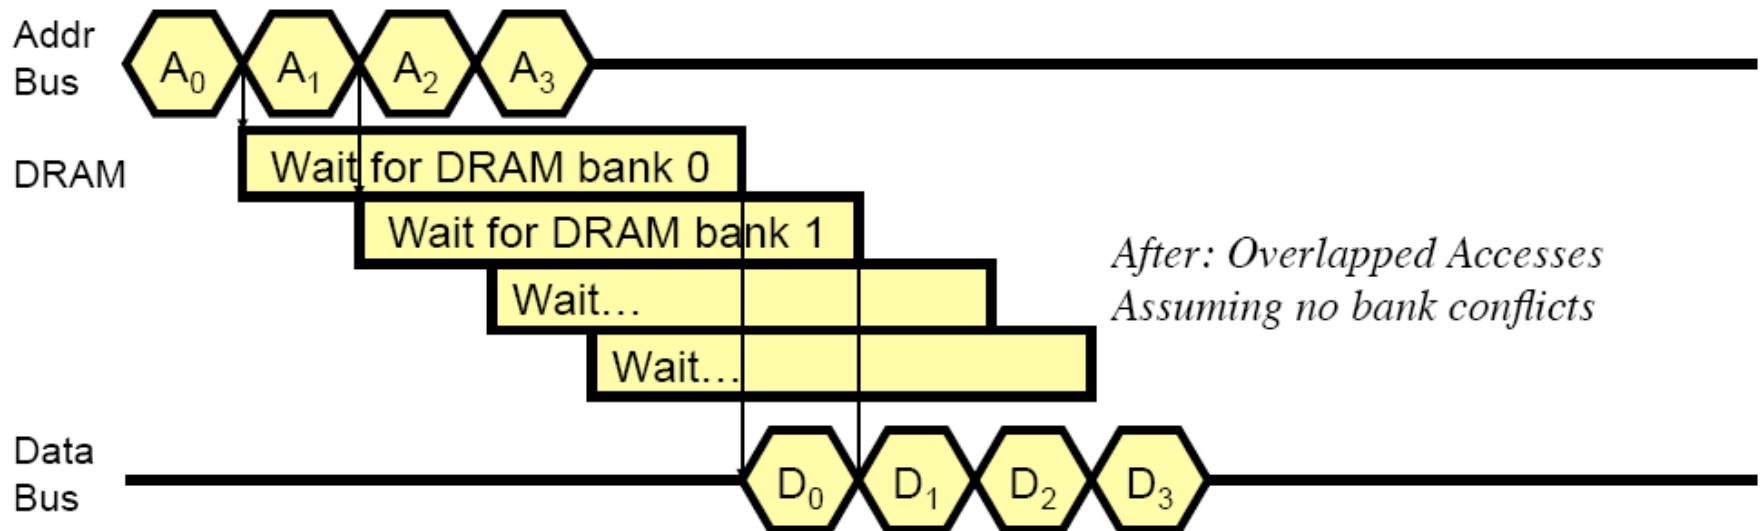 Addr
Bus
A0 A1 A2 A3
DRAM
Wait for DRAM bank 0
Wait for DRAM bank 1
Wait...
Wait...
After: Overlapped Accesses
Assuming no bank conflicts
Data
Bus
D0 D1 D2 D3